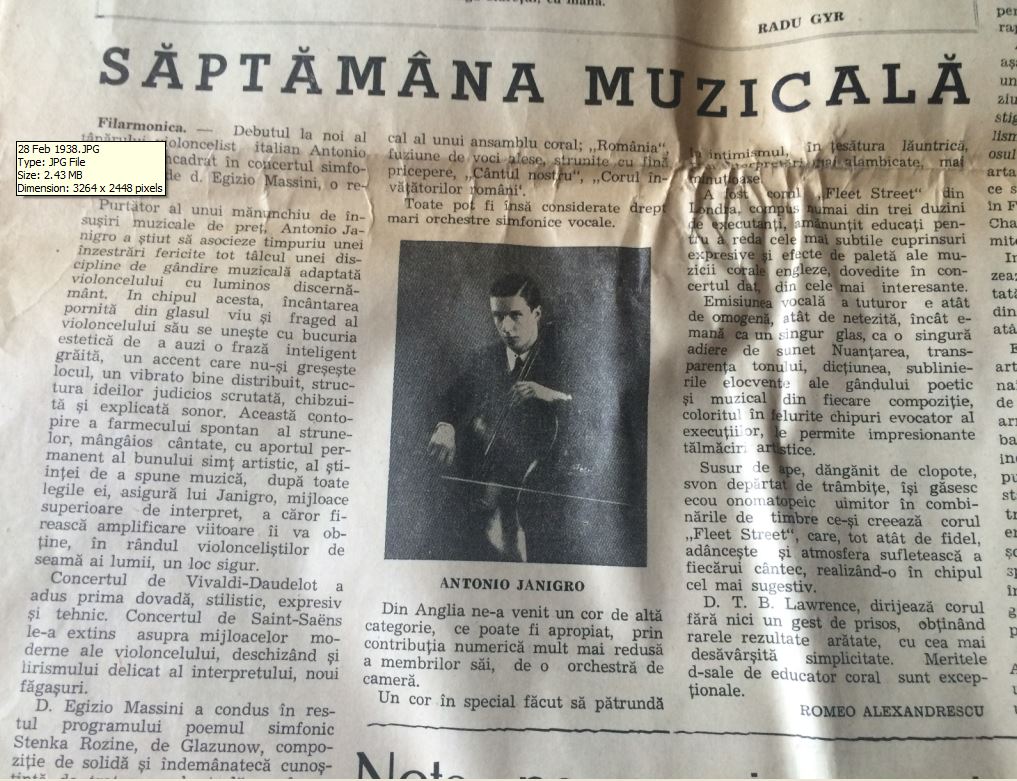 RADU GYR
SĂPTĂMÂNA MUZICALĂ
28 Feb 1938.JPG
Type: JPG File
Size: 2.43 MB
Dimension: 3264 x 2448 pixels
Filarmonica. — Debutul la noi al
violoncelist italian Antonio
în concertul simfo-
de d. Egizio Massini, o re-
Purtător al unui mănunchiu de în-
sușiri muzicale de preț, Antonio Ja-
nigro a știut să asocieze timpuriu unei
înzestrări fericite tot tâlcul unei dis-
cipline de gândire muzicală adaptată
violoncelului cu luminos discernă-
mânt. In chipul acesta, încântarea
pornită din glasul viu și fraged al
violoncelului său se unește cu bucuria
estetică de a auzi o frază inteligent
grăită, un accent care nu-și greșește
locul, un vibrato bine distribuit, struc-
tura ideilor judicios scrutată, chibzui-
tă și explicată sonor. Această conto-
pire a farmecului spontan al strune-
lor, mângâios cântate, cu aportul per-
manent al bunului simț artistic, al ști-
inței de a spune muzică, după toate
legile ei, asigură lui Janigro, mijloace
superioare de interpret, a căror fi-
rească amplificare viitoare îi va ob-
ține, în rândul violonceliștilor de
seamă ai lumii, un loc sigur.
Concertul de Vivaldi-Daudelot a
adus prima dovadă, stilistic, expresiv
și tehnic. Concertul de Saint-Saëns
le-a extins asupra mijloacelor mo-
derne ale violoncelului, deschizând și
lirismului delicat al interpretului, noui
făgașuri.
D. Egizio Massini a condus în res-
tul programului poemul simfonic
Stenka Rozine, de Glazunow, compo-
ziție de solidă și îndemânatecă cunoș-
cal al unui ansamblu coral; „România”,
fuziune de voci alese, strunite cu fină
pricepere, „Cântul nostru”, „Corul în-
vățătorilor români’.
Toate pot fi însă considerate drept
mari orchestre simfonice vocale.
ANTONIO JANIGRO
Din Anglia ne-a venit un cor de altă
categorie, ce poate fi apropiat, prin
contribuția numerică mult mai redusă
a membrilor săi, de o orchestră de
cameră.
Un cor în special făcut să pătrundă
în intimismul, în țesătura lăuntrică,
mai alambicate, mai
minuțioase.
A fost corul „Fleet Street” din
Londra, compus numai din trei duzini
de executanți, amănunțit educați pen-
tru a reda cele mai subtile cuprinsuri
expresive și efecte de paletă ale mu-
zicii corale engleze, dovedite în con-
certul dat, din cele mai interesante.
Emisiunea vocală a tuturor e atât
de omogenă, atât de netezită, încât e-
mană ca un singur glas, ca o singură
adiere de sunet Nuanțarea, trans-
parența tonului, dicțiunea, sublinie-
rile elocvente ale gândului poetic
și muzical din fiecare compoziție,
coloritul în felurite chipuri evocator al
execuțiilor, le permite impresionante
tălmăciri artistice.
Susur de ape, dăngănit de clopote,
svon depărtat de trâmbițe, își găsesc
ecou onomatopeic uimitor în combi-
nările de timbre ce-și creează corul
„Fleet Street”, care, tot atât de fidel,
adâncește și atmosfera sufletească a
fiecărui cântec, realizând-o în chipul
cel mai sugestiv.
D. T. B. Lawrence, dirijează corul
fără nici un gest de prisos, obținând
rarele rezultate arătate, cu cea mai
desăvârșită simplicitate. Meritele
d-sale de educator coral sunt excep-
ționale.
ROMEO ALEXANDRESCU